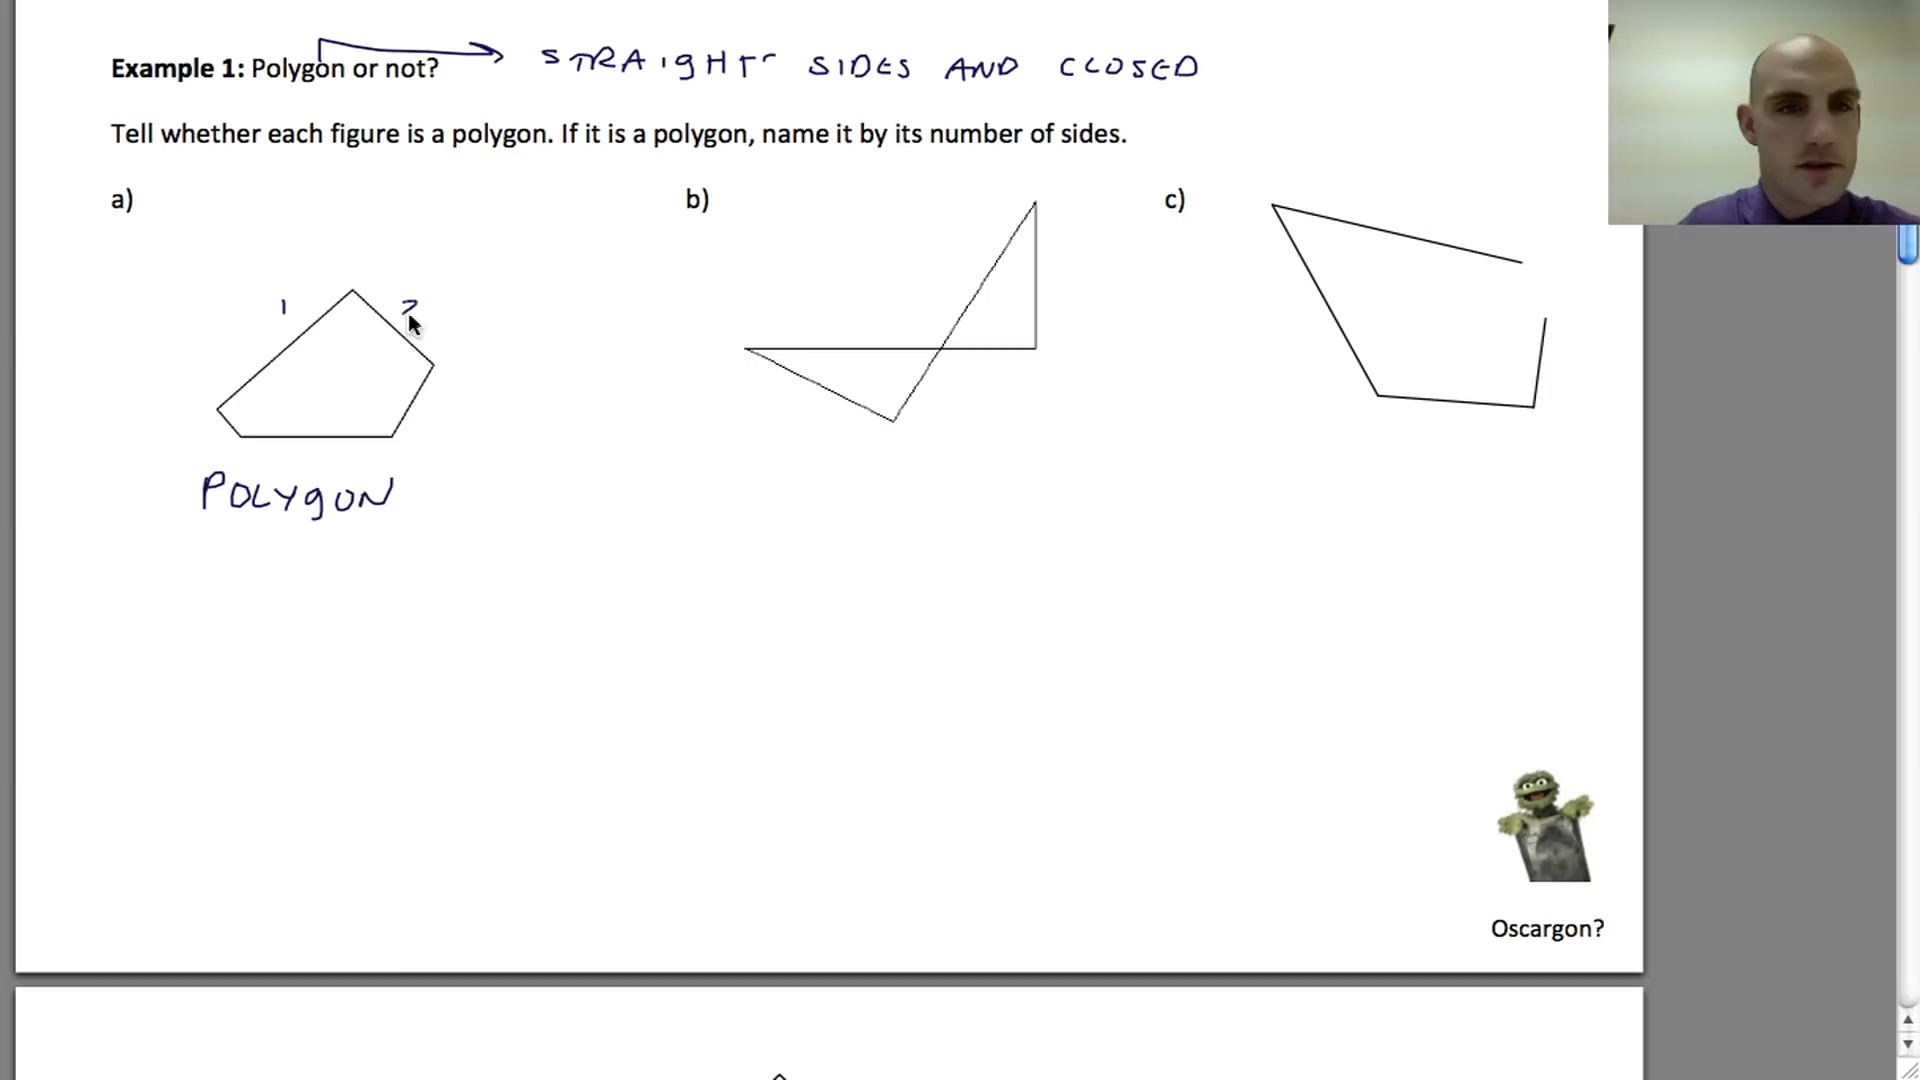 Example 1: Polygon or not? STRAIGHT SIDES AND CLOSED
Tell whether each figure is a polygon. If it is a polygon, name it by its number of sides.
a) b) c)
1 2
POLYGON
Oscargon?